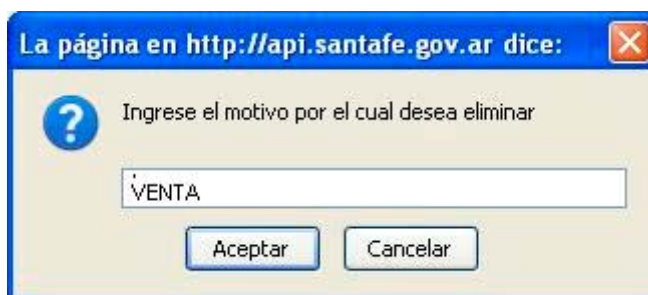 La página en http://api.santafe.gov.ar dice:
Ingrese el motivo por el cual desea eliminar
VENTA
Aceptar Cancelar